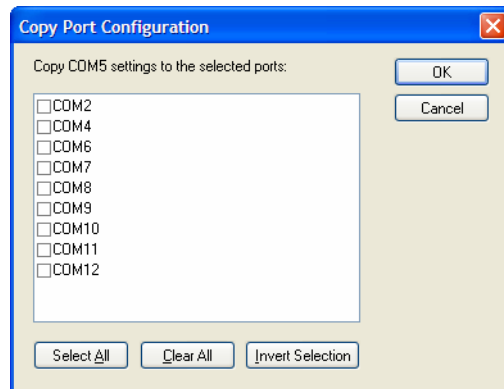 Copy Port Configuration
Copy COM5 settings to the selected ports:
OK
Cancel
COM2
COM4
COM6
COM7
COM8
COM9
COM10
COM11
COM12
Select All
Clear All
Invert Selection